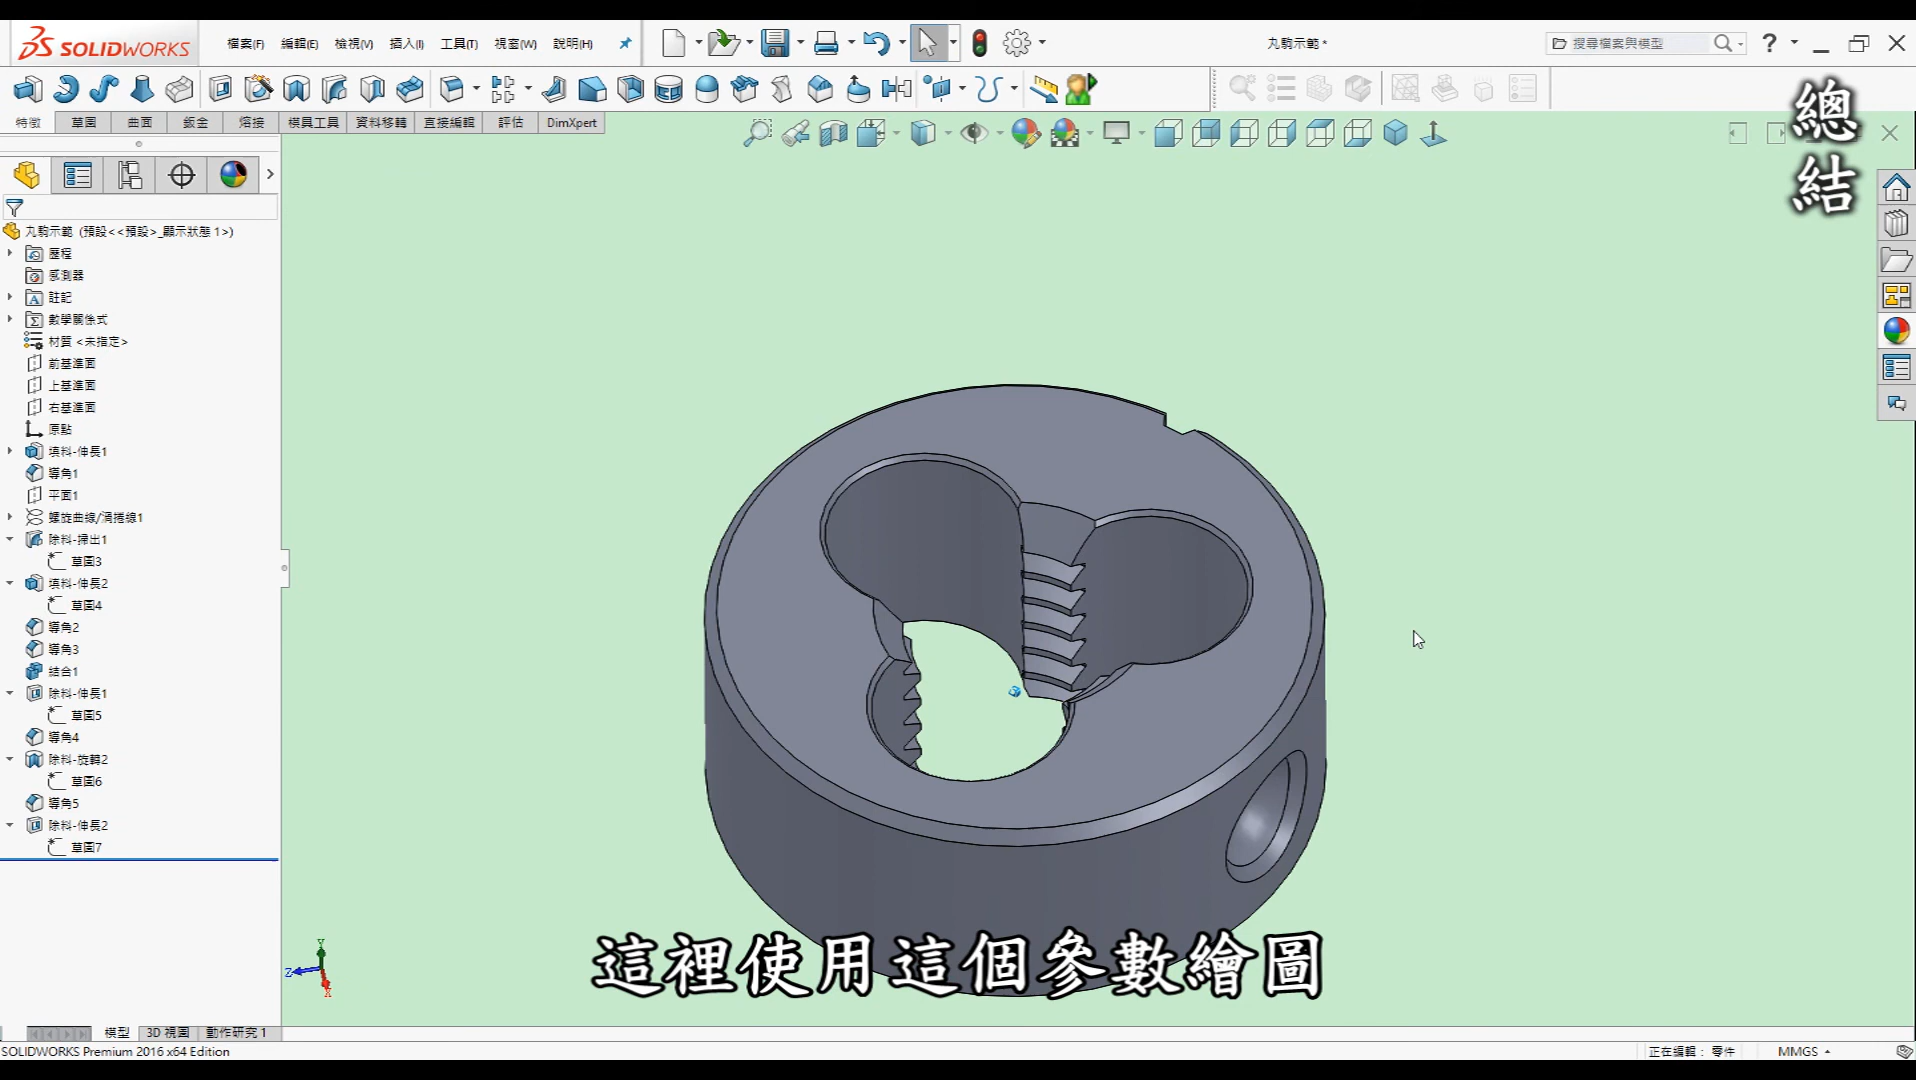 SOLIDWORKS
檔案(F) 編輯(E) 檢視(V) 插入(I) 工具(T) 視窗(W) 說明(H)
丸駒示範 *
搜尋檔案與模型
?
特徵 草圖 曲面 鈑金 熔接 模具工具 資料移轉 直接編輯 評估 DimXpert
總結
丸駒示範 (預設<<預設>_顯示狀態 1>)
歷程
感測器
註記
數學關係式
材質 <未指定>
前基準面
上基準面
右基準面
原點
填料-伸長1
導角1
平面1
螺旋曲線/渦捲線1
除料-掃出1
草圖3
填料-伸長2
草圖4
導角2
導角3
結合1
除料-伸長1
草圖5
導角4
除料-旋轉2
草圖6
導角5
除料-伸長2
草圖7
Y
Z
X
這裡使用這個參數繪圖
模型 3D 視圖 動作研究 1
SOLIDWORKS Premium 2016 x64 Edition
正在編輯： 零件
MMGS